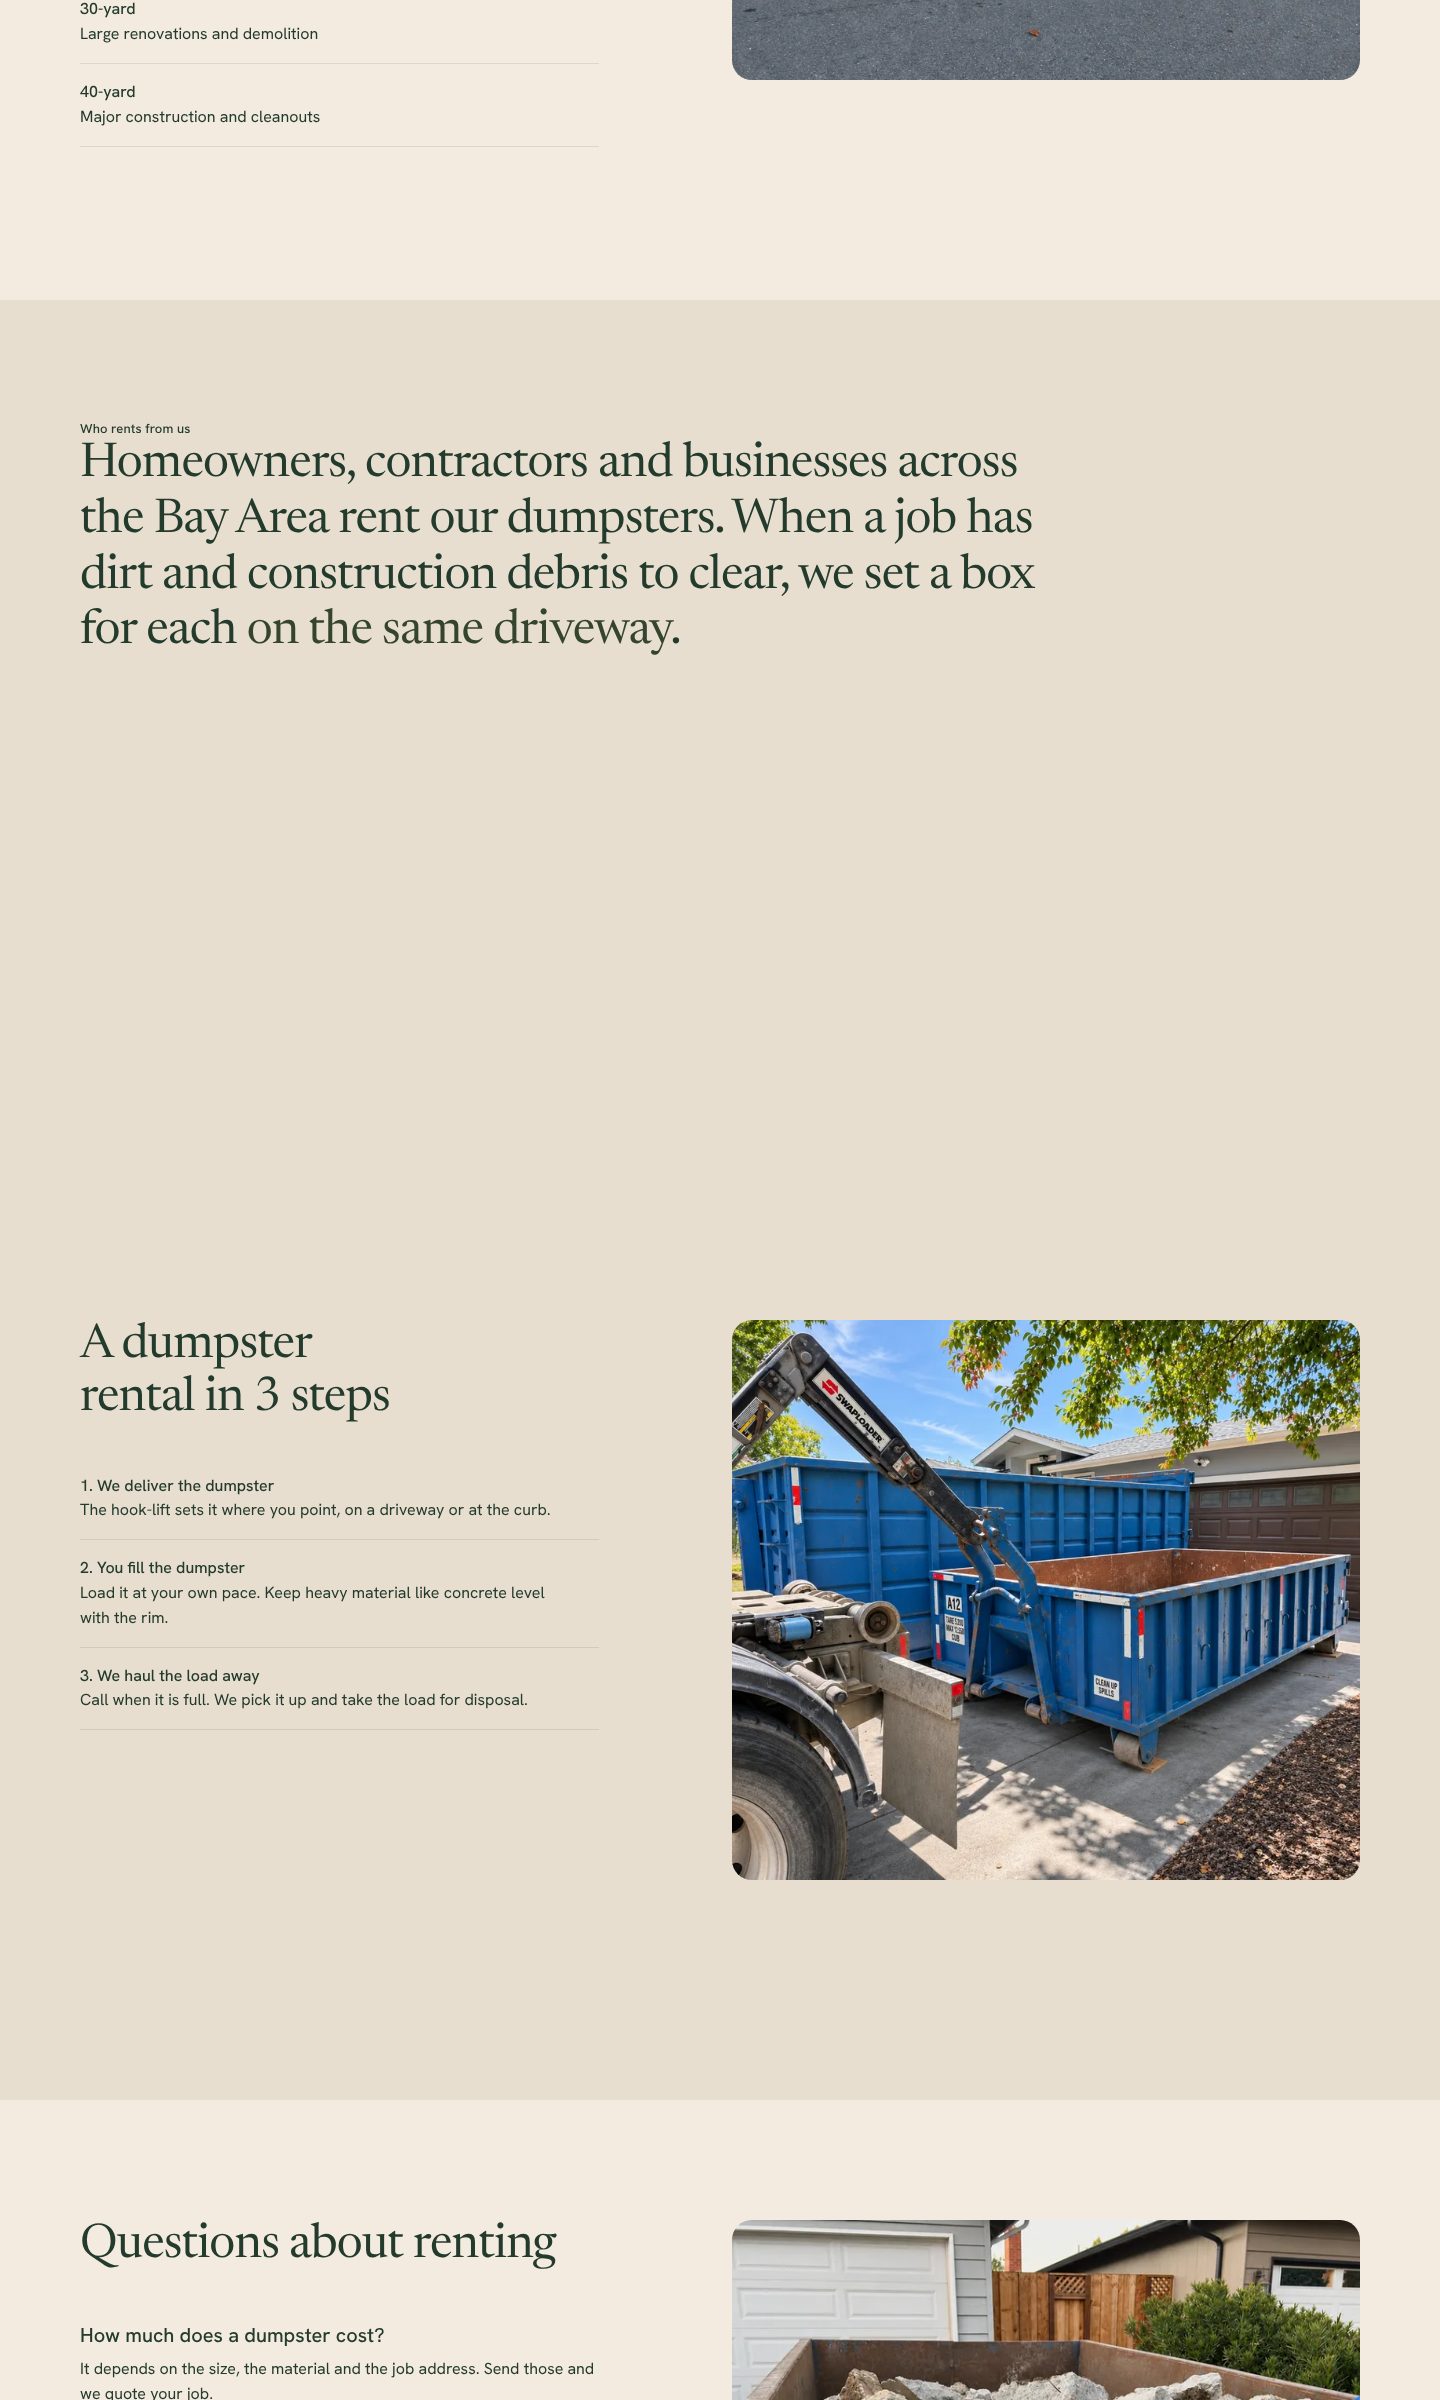 30-yard
Large renovations and demolition
40-yard
Major construction and cleanouts
Who rents from us
Homeowners, contractors and businesses across
the Bay Area rent our dumpsters. When a job has
dirt and construction debris to clear, we set a box
for each on the same driveway.
A dumpster
rental in 3 steps
1. We deliver the dumpster
The hook-lift sets it where you point, on a driveway or at the curb.
2. You fill the dumpster
Load it at your own pace. Keep heavy material like concrete level
with the rim.
3. We haul the load away
Call when it is full. We pick it up and take the load for disposal.
SWAPLOADER
A12
CLEAN UP
SPILLS
Questions about renting
How much does a dumpster cost?
It depends on the size, the material and the job address. Send those and
we quote your job.